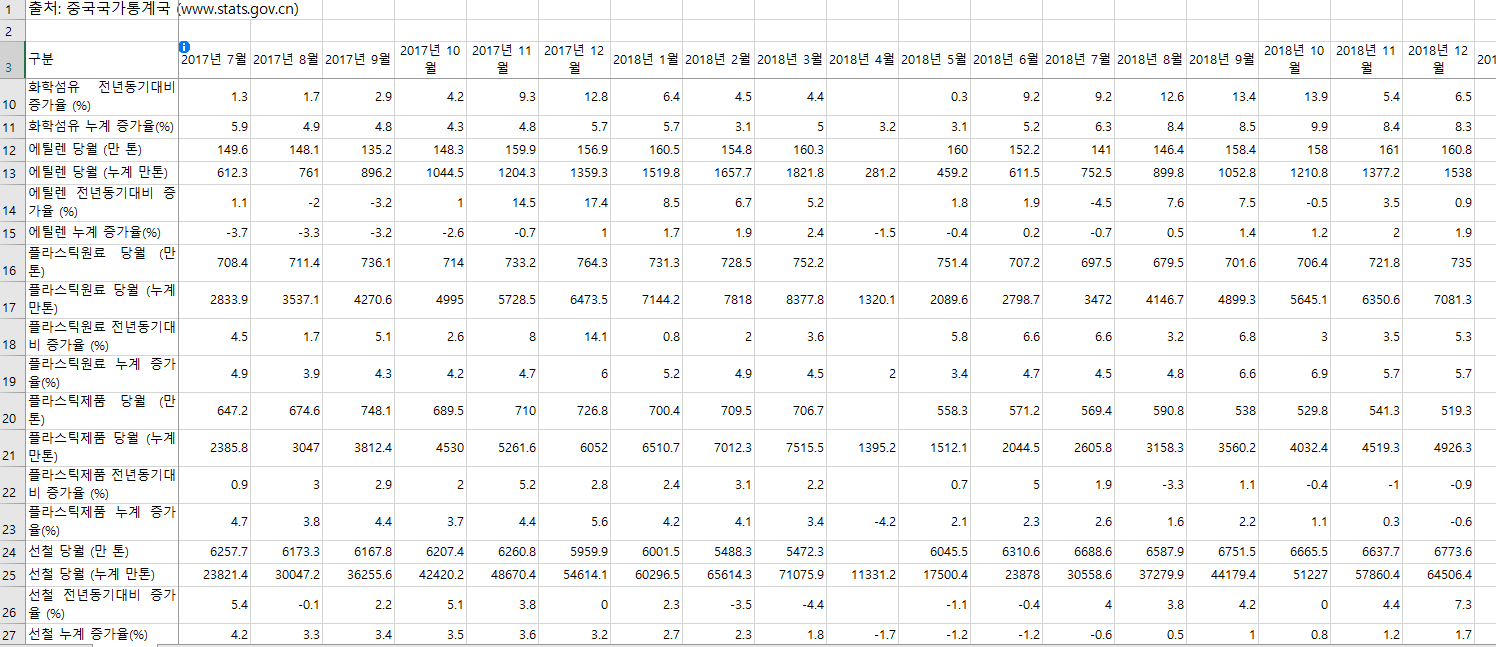 1 출처: 중국국가통계국 (www.stats.gov.cn)
2
3 구분 2017년 7월 2017년 8월 2017년 9월 2017년 10월 2017년 11월 2017년 12월 2018년 1월 2018년 2월 2018년 3월 2018년 4월 2018년 5월 2018년 6월 2018년 7월 2018년 8월 2018년 9월 2018년 10월 2018년 11월 2018년 12월 201
10 화학섬유 전년동기대비 증가율 (%) 1.3 1.7 2.9 4.2 9.3 12.8 6.4 4.5 4.4 0.3 9.2 9.2 12.6 13.4 13.9 5.4 6.5
11 화학섬유 누계 증가율(%) 5.9 4.9 4.8 4.3 4.8 5.7 5.7 3.1 5 3.2 3.1 5.2 6.3 8.4 8.5 9.9 8.4 8.3
12 에틸렌 당월 (만 톤) 149.6 148.1 135.2 148.3 159.9 156.9 160.5 154.8 160.3 160 152.2 141 146.4 158.4 158 161 160.8
13 에틸렌 당월 (누계 만톤) 612.3 761 896.2 1044.5 1204.3 1359.3 1519.8 1657.7 1821.8 281.2 459.2 611.5 752.5 899.8 1052.8 1210.8 1377.2 1538
14 에틸렌 전년동기대비 증가율 (%) 1.1 -2 -3.2 1 14.5 17.4 8.5 6.7 5.2 1.8 1.9 -4.5 7.6 7.5 -0.5 3.5 0.9
15 에틸렌 누계 증가율(%) -3.7 -3.3 -3.2 -2.6 -0.7 1 1.7 1.9 2.4 -1.5 -0.4 0.2 -0.7 0.5 1.4 1.2 2 1.9
16 플라스틱원료 당월 (만 톤) 708.4 711.4 736.1 714 733.2 764.3 731.3 728.5 752.2 751.4 707.2 697.5 679.5 701.6 706.4 721.8 735
17 플라스틱원료 당월 (누계 만톤) 2833.9 3537.1 4270.6 4995 5728.5 6473.5 7144.2 7818 8377.8 1320.1 2089.6 2798.7 3472 4146.7 4899.3 5645.1 6350.6 7081.3
18 플라스틱원료 전년동기대비 증가율 (%) 4.5 1.7 5.1 2.6 8 14.1 0.8 2 3.6 5.8 6.6 6.6 3.2 6.8 3 3.5 5.3
19 플라스틱원료 누계 증가율(%) 4.9 3.9 4.3 4.2 4.7 6 5.2 4.9 4.5 2 3.4 4.7 4.5 4.8 6.6 6.9 5.7 5.7
20 플라스틱제품 당월 (만 톤) 647.2 674.6 748.1 689.5 710 726.8 700.4 709.5 706.7 558.3 571.2 569.4 590.8 538 529.8 541.3 519.3
21 플라스틱제품 당월 (누계 만톤) 2385.8 3047 3812.4 4530 5261.6 6052 6510.7 7012.3 7515.5 1395.2 1512.1 2044.5 2605.8 3158.3 3560.2 4032.4 4519.3 4926.3
22 플라스틱제품 전년동기대비 증가율 (%) 0.9 3 2.9 2 5.2 2.8 2.4 3.1 2.2 0.7 5 1.9 -3.3 1.1 -0.4 -1 -0.9
23 플라스틱제품 누계 증가율(%) 4.7 3.8 4.4 3.7 4.4 5.6 4.2 4.1 3.4 -4.2 2.1 2.3 2.6 1.6 2.2 1.1 0.3 -0.6
24 선철 당월 (만 톤) 6257.7 6173.3 6167.8 6207.4 6260.8 5959.9 6001.5 5488.3 5472.3 6045.5 6310.6 6688.6 6587.9 6751.5 6665.5 6637.7 6773.6
25 선철 당월 (누계 만톤) 23821.4 30047.2 36255.6 42420.2 48670.4 54614.1 60296.5 65614.3 71075.9 11331.2 17500.4 23878 30558.6 37279.9 44179.4 51227 57860.4 64506.4
26 선철 전년동기대비 증가율 (%) 5.4 -0.1 2.2 5.1 3.8 0 2.3 -3.5 -4.4 -1.1 -0.4 4 3.8 4.2 0 4.4 7.3
27 선철 누계 증가율(%) 4.2 3.3 3.4 3.5 3.6 3.2 2.7 2.3 1.8 -1.7 -1.2 -1.2 -0.6 0.5 1 0.8 1.2 1.7